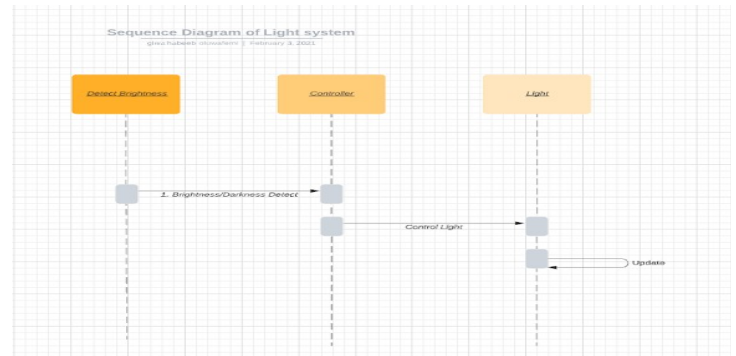 Sequence Diagram of Light system
| February 3, 2021
Detect Brightness
Controller
Light
1. Brightness/Darkness Detect
Control Light
Update